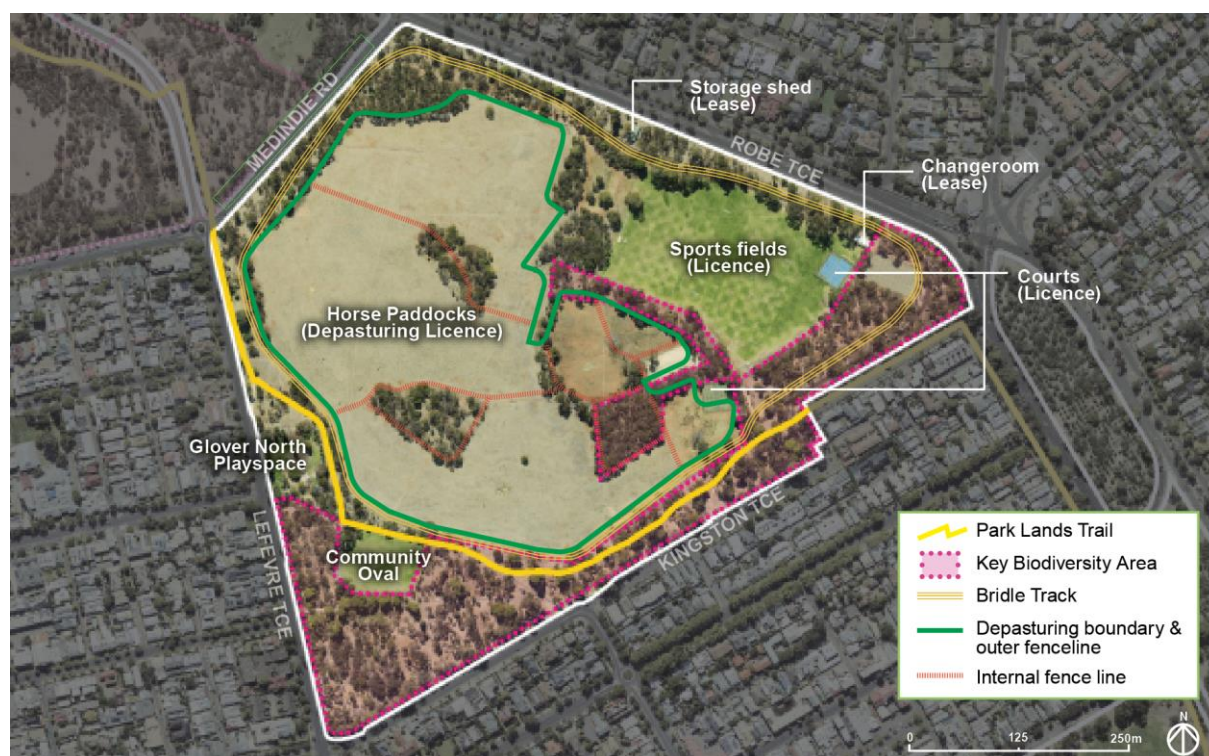 MEDINDIE RD
Storage shed
(Lease)
ROBE TCE
Changeroom
(Lease)
Sports fields
(Licence)
Courts
(Licence)
Horse Paddocks
(Depasturing Licence)
Glover North
Playspace
LEFEVRE TCE
Community
Oval
KINGSTON TCE
Park Lands Trail
Key Biodiversity Area
Bridle Track
Depasturing boundary &
outer fenceline
Internal fence line
N
0 125 250m